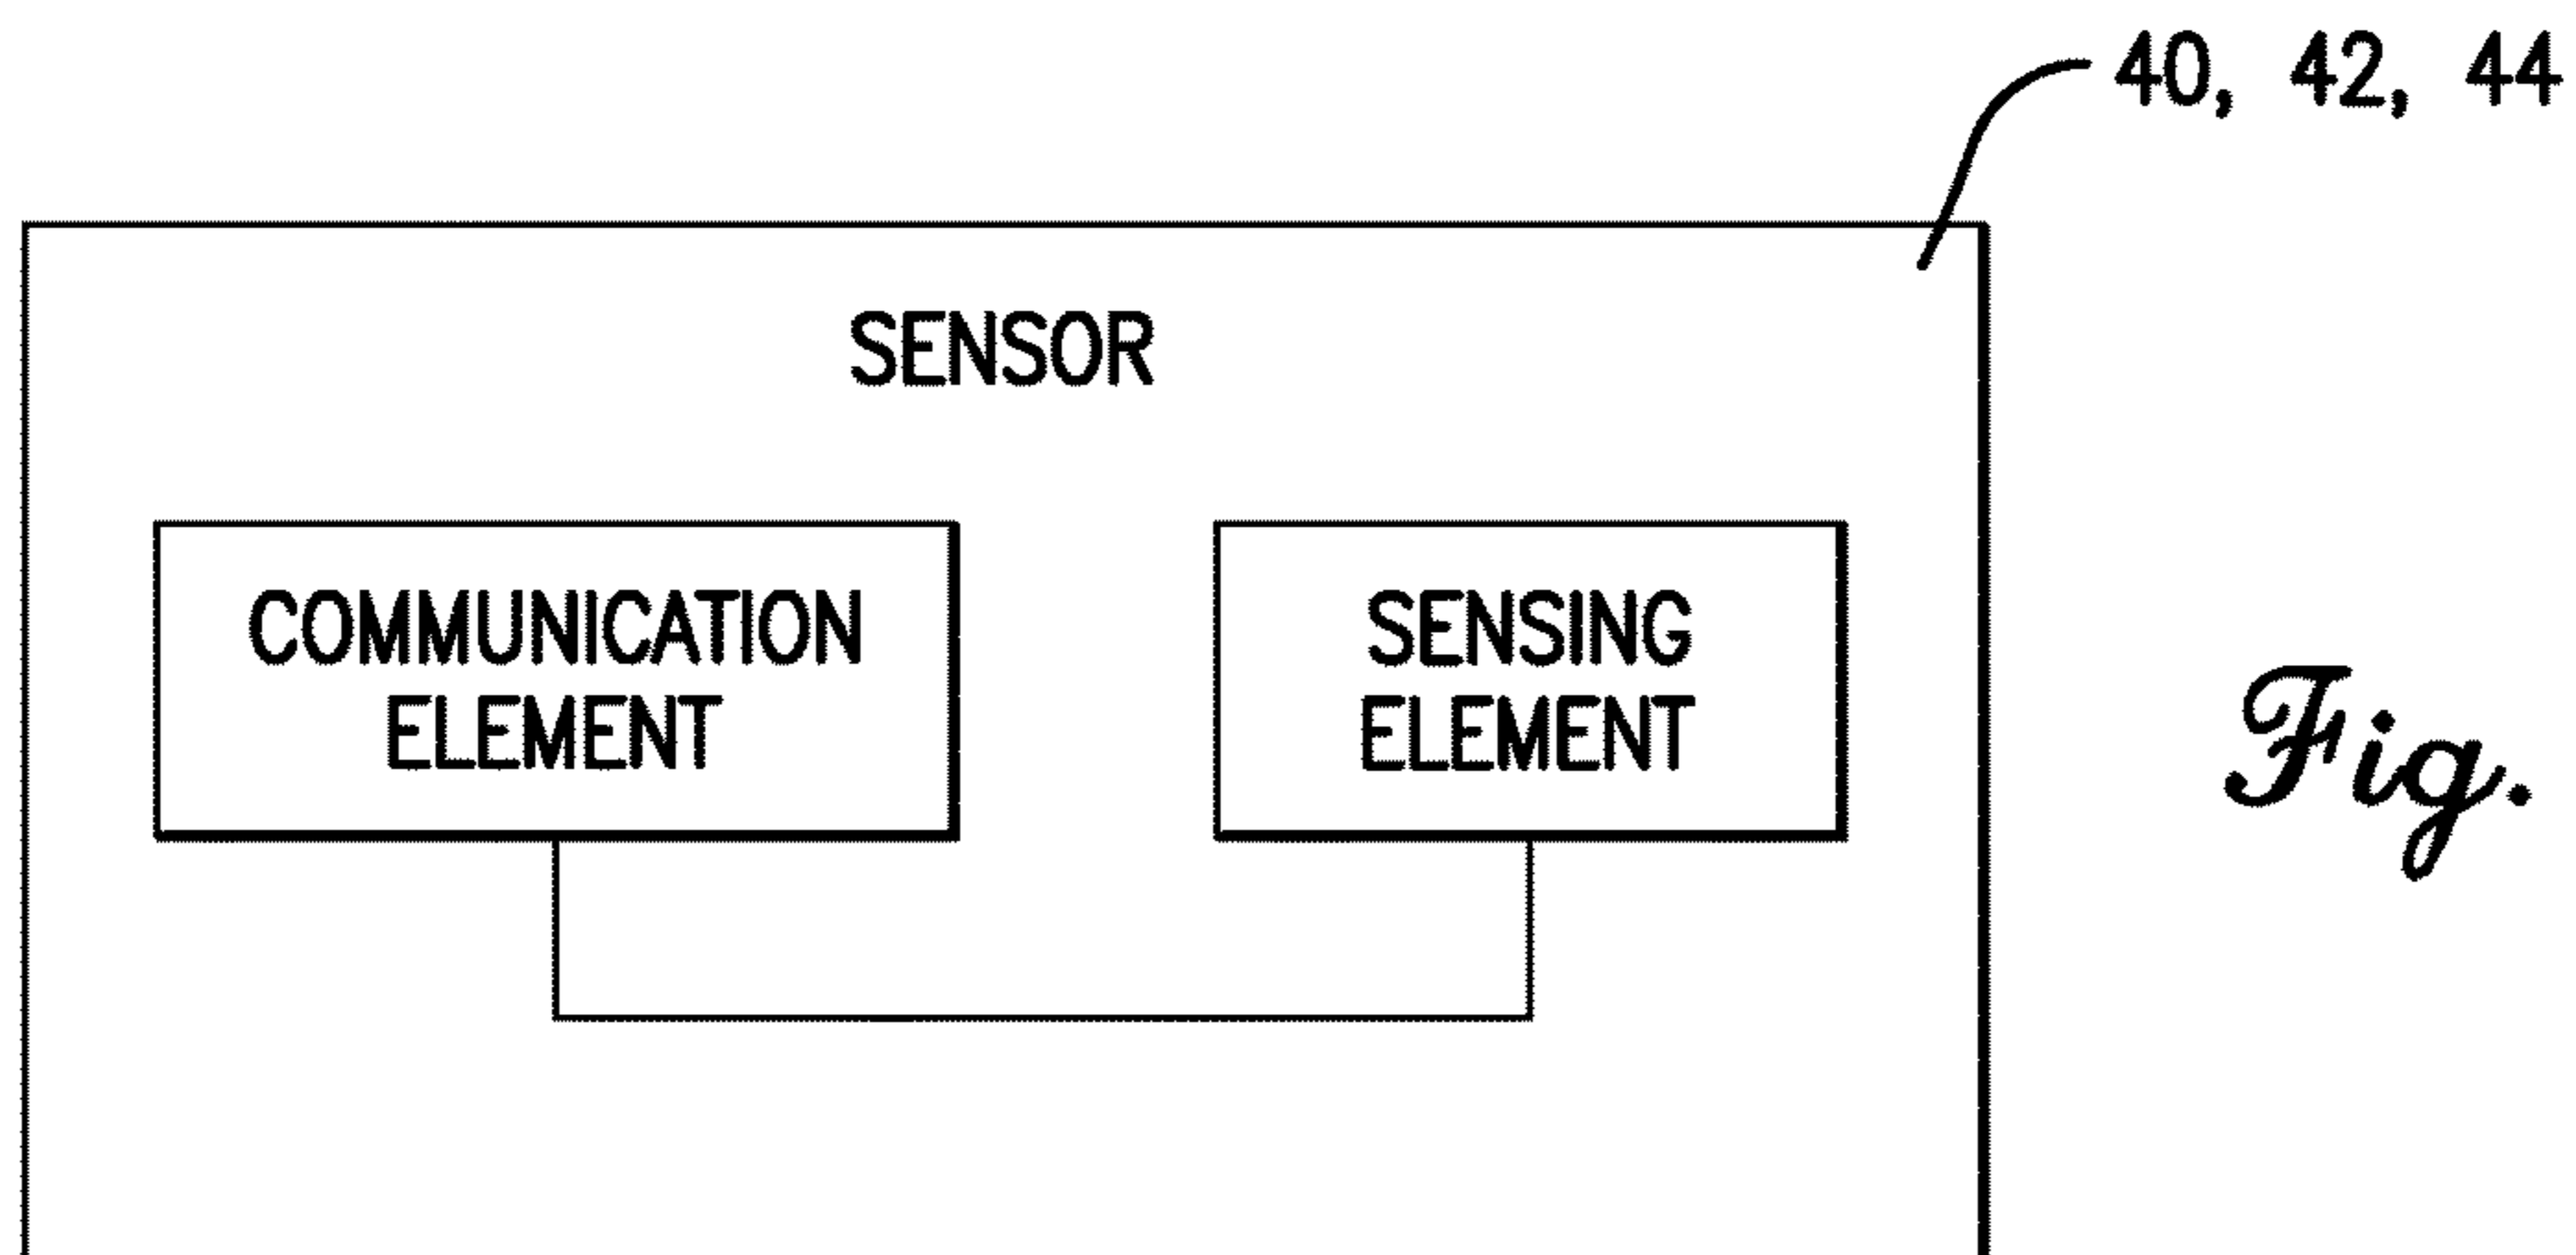 40, 42, 44
SENSOR
COMMUNICATION
ELEMENT
SENSING
ELEMENT
Fig.